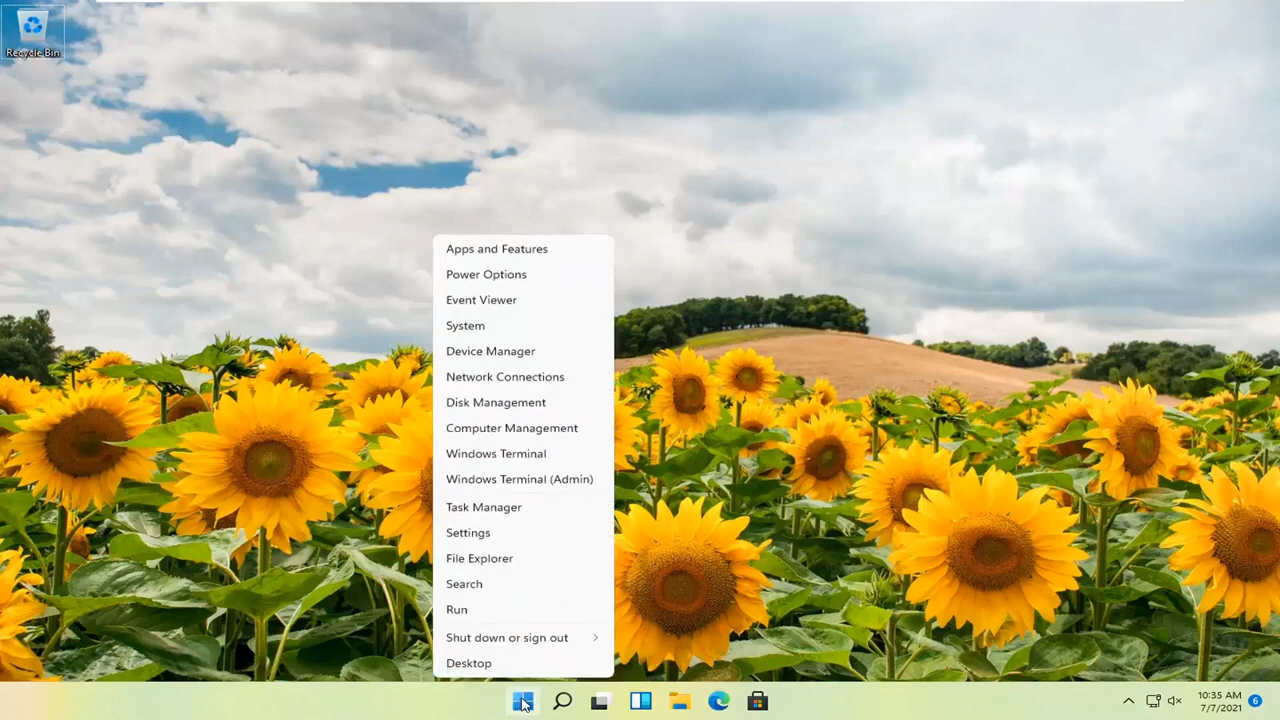 Recycle Bin
Apps and Features
Power Options
Event Viewer
System
Device Manager
Network Connections
Disk Management
Computer Management
Windows Terminal
Windows Terminal (Admin)
Task Manager
Settings
File Explorer
Search
Run
Shut down or sign out
Desktop
10:35 AM
7/7/2021
6